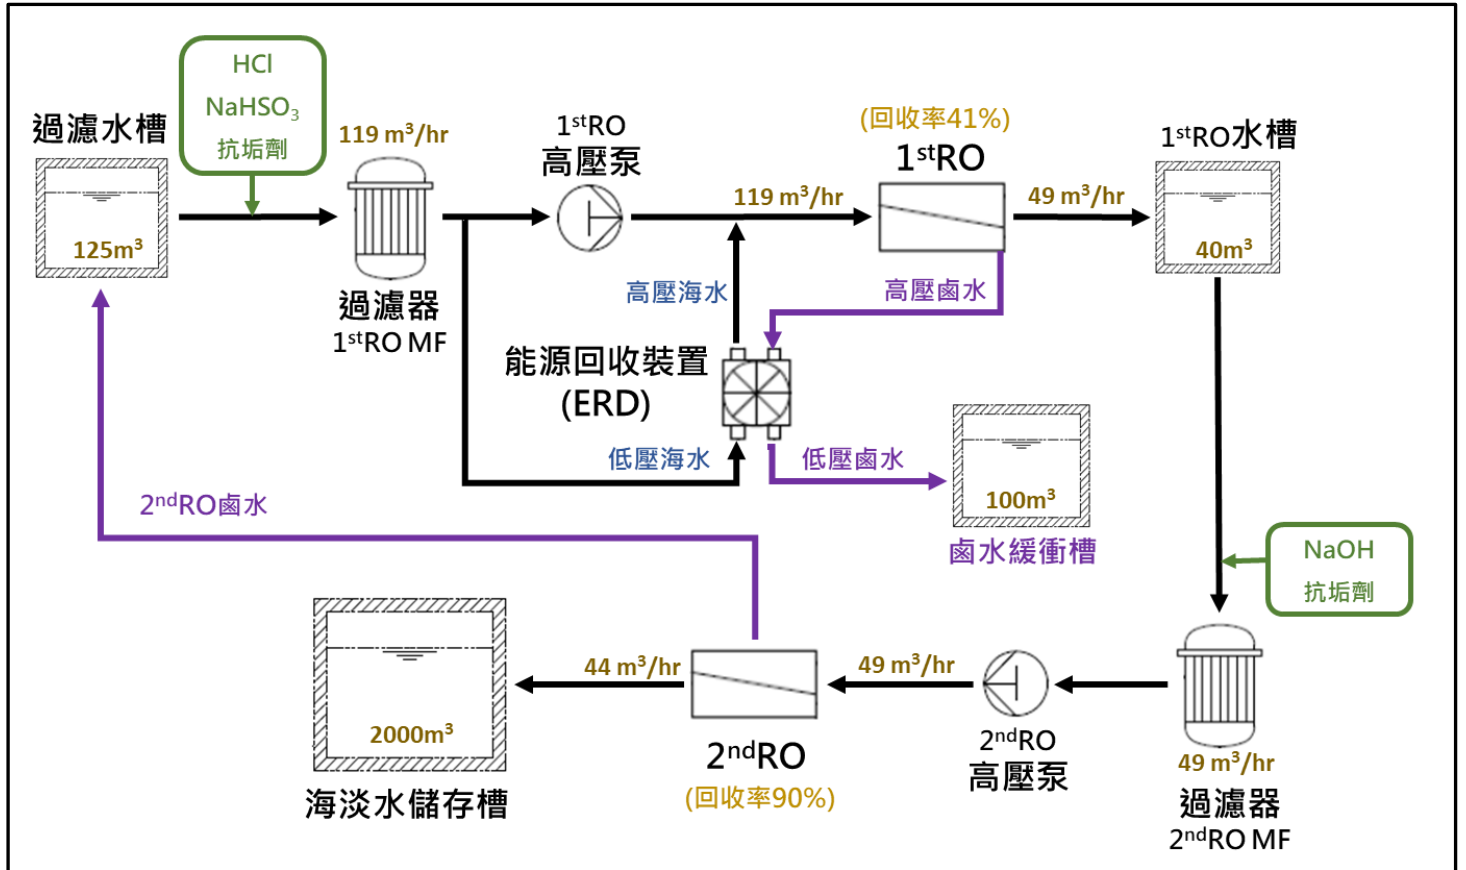 HCl
NaHSO₃
抗垢劑
過濾水槽
125m³
119 m³/hr
過濾器
1ˢᵗRO MF
1ˢᵗRO
高壓泵
119 m³/hr
(回收率41%)
1ˢᵗRO
49 m³/hr
1ˢᵗRO水槽
40m³
高壓海水
高壓鹵水
能源回收裝置
(ERD)
低壓海水
低壓鹵水
100m³
鹵水緩衝槽
2ⁿᵈRO鹵水
NaOH
抗垢劑
2000m³
海淡水儲存槽
44 m³/hr
2ⁿᵈRO
(回收率90%)
49 m³/hr
2ⁿᵈRO
高壓泵
49 m³/hr
過濾器
2ⁿᵈRO MF